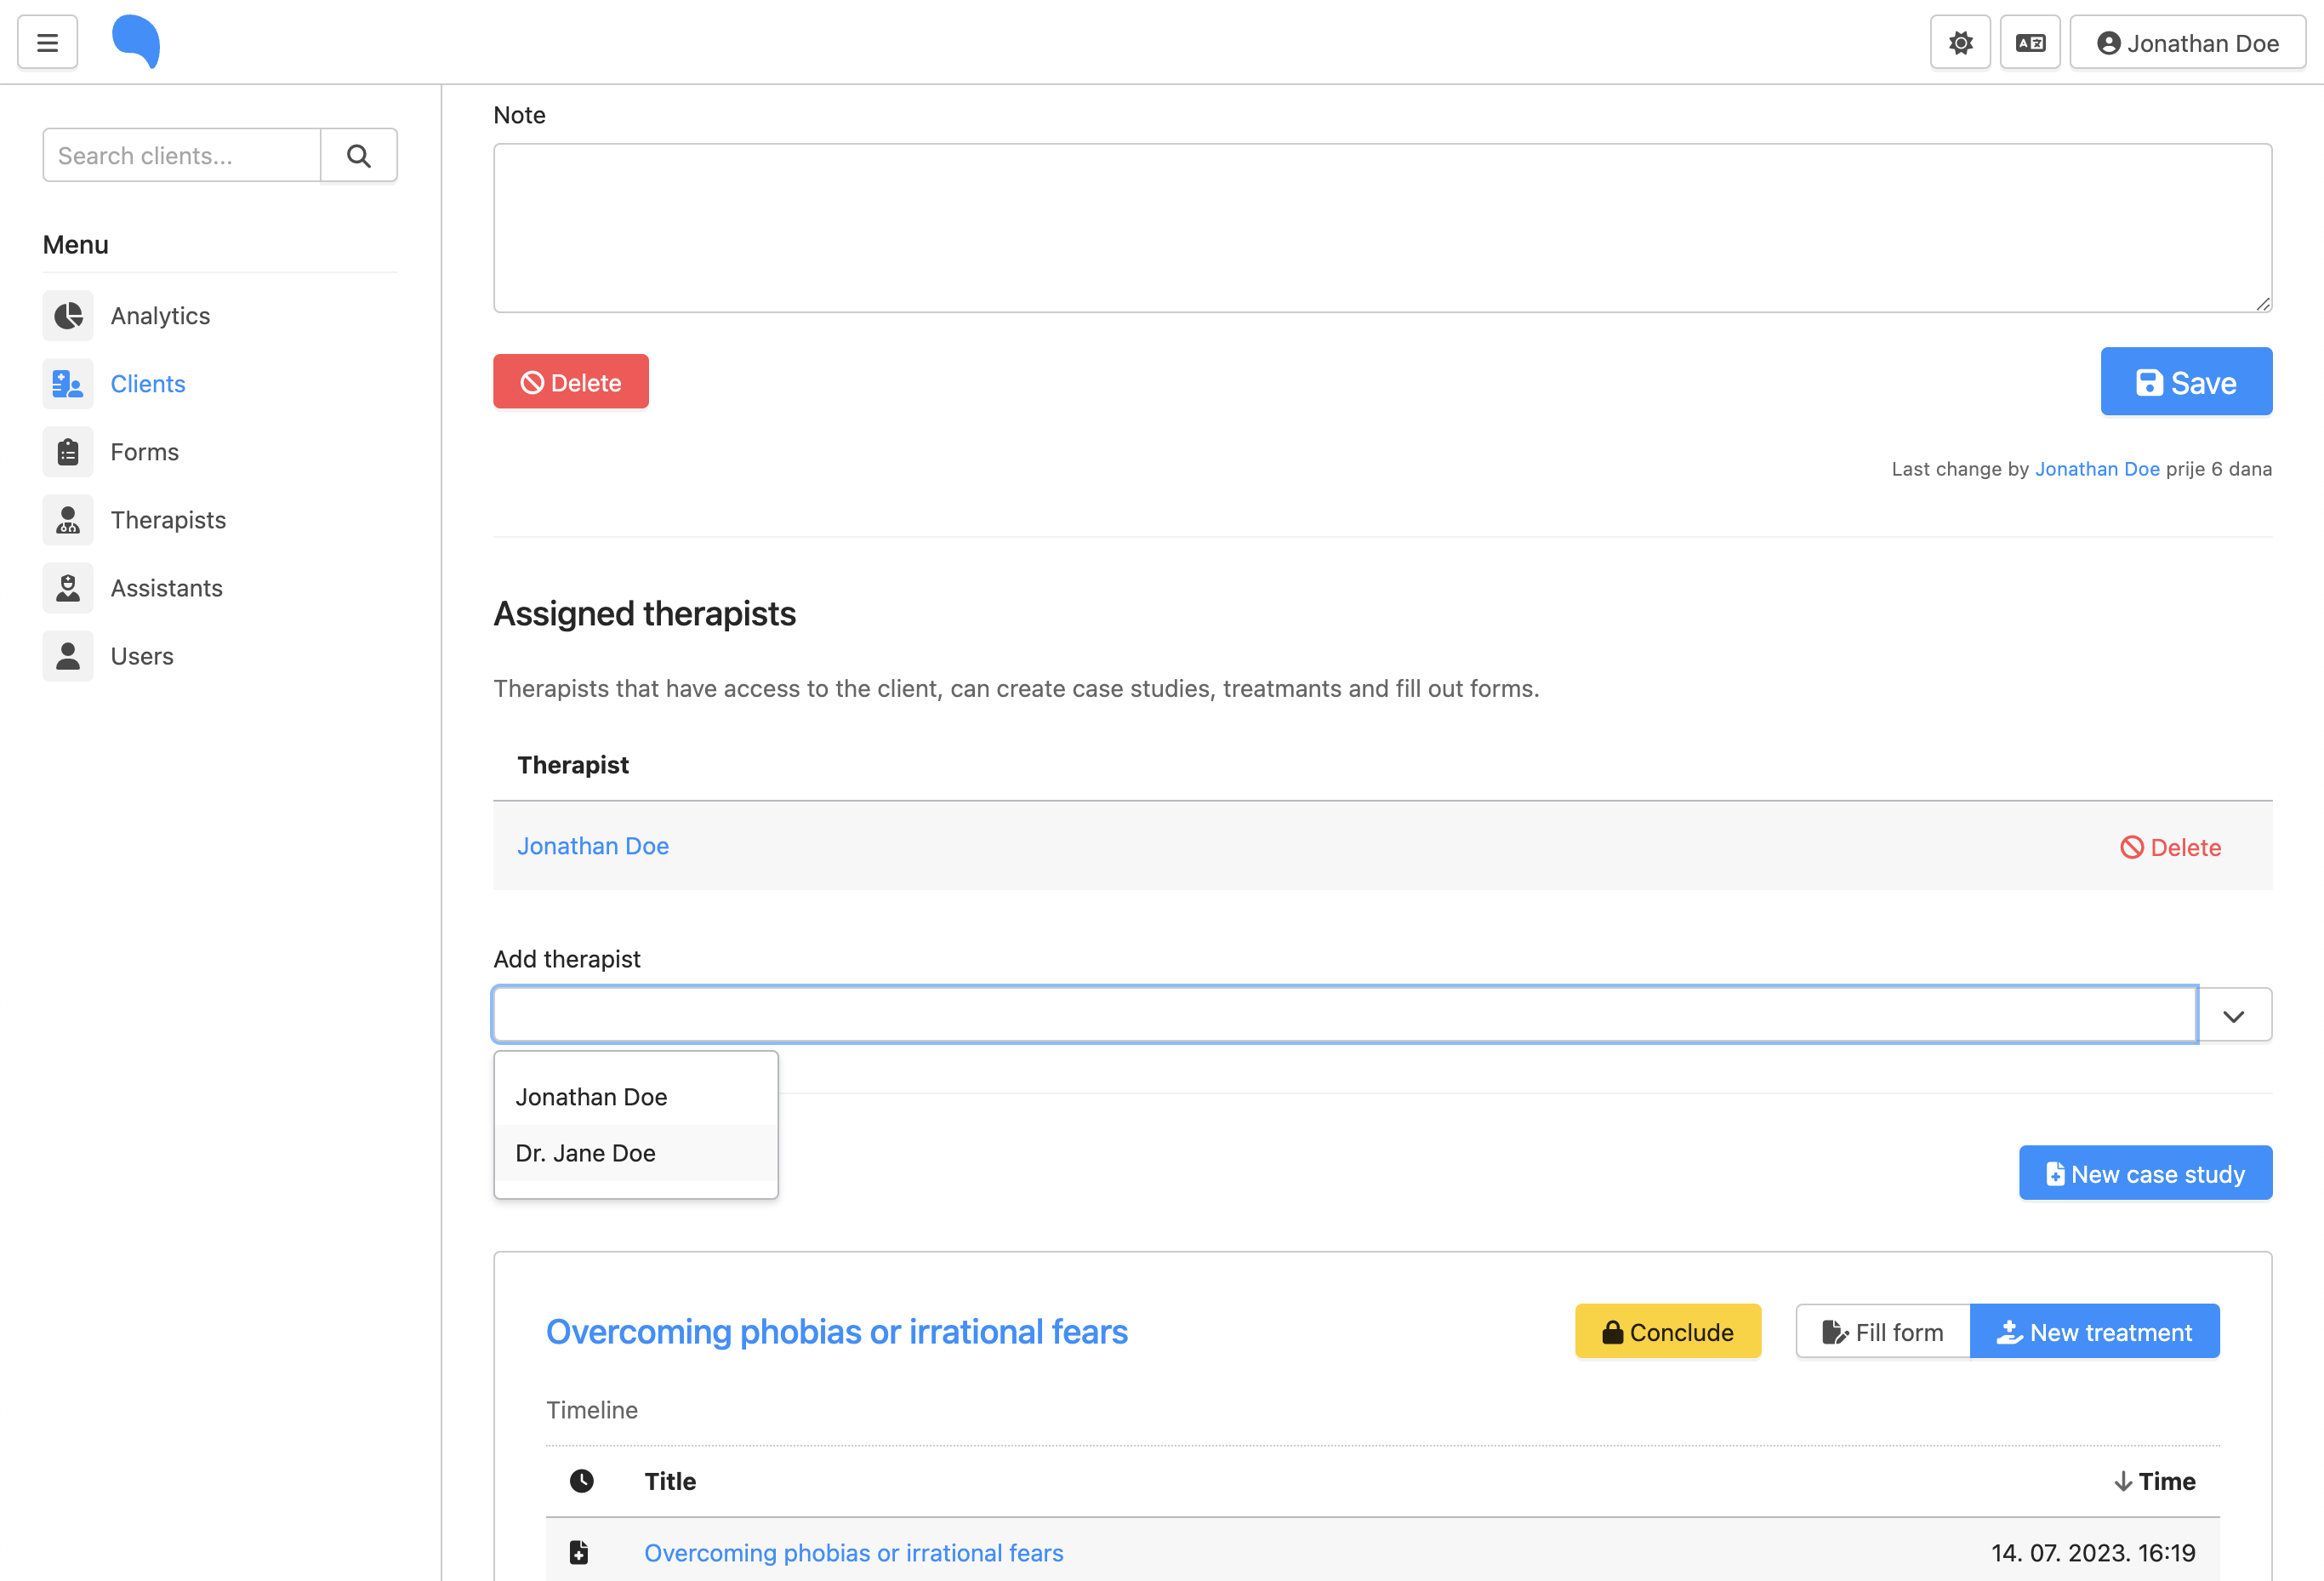 Jonathan Doe
Search clients...
Menu
Analytics
Clients
Forms
Therapists
Assistants
Users
Note
Delete
Save
Last change by Jonathan Doe prije 6 dana
Assigned therapists
Therapists that have access to the client, can create case studies, treatmants and fill out forms.
Therapist
Jonathan Doe
Delete
Add therapist
Jonathan Doe
Dr. Jane Doe
New case study
Overcoming phobias or irrational fears
Conclude
Fill form
New treatment
Timeline
Title
Time
Overcoming phobias or irrational fears
14. 07. 2023. 16:19